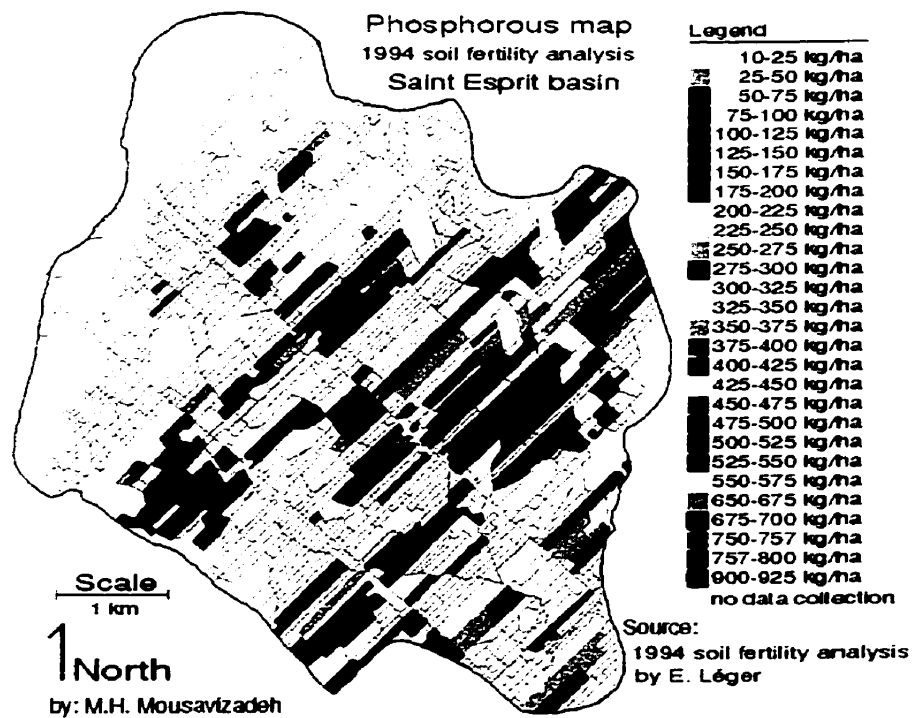 Phosphorous map
1994 soil fertility analysis
Saint Esprit basin
Legend
10-25 kg/ha
25-50 kg/ha
50-75 kg/ha
75-100 kg/ha
100-125 kg/ha
125-150 kg/ha
150-175 kg/ha
175-200 kg/ha
200-225 kg/ha
225-250 kg/ha
250-275 kg/ha
275-300 kg/ha
300-325 kg/ha
325-350 kg/ha
350-375 kg/ha
375-400 kg/ha
400-425 kg/ha
425-450 kg/ha
450-475 kg/ha
475-500 kg/ha
500-525 kg/ha
525-550 kg/ha
550-575 kg/ha
650-675 kg/ha
675-700 kg/ha
750-757 kg/ha
757-800 kg/ha
900-925 kg/ha
no data collection
Scale
1 km
North
by: M.H. Mousavizadeh
Source:
1994 soil fertility analysis
by E. Léger